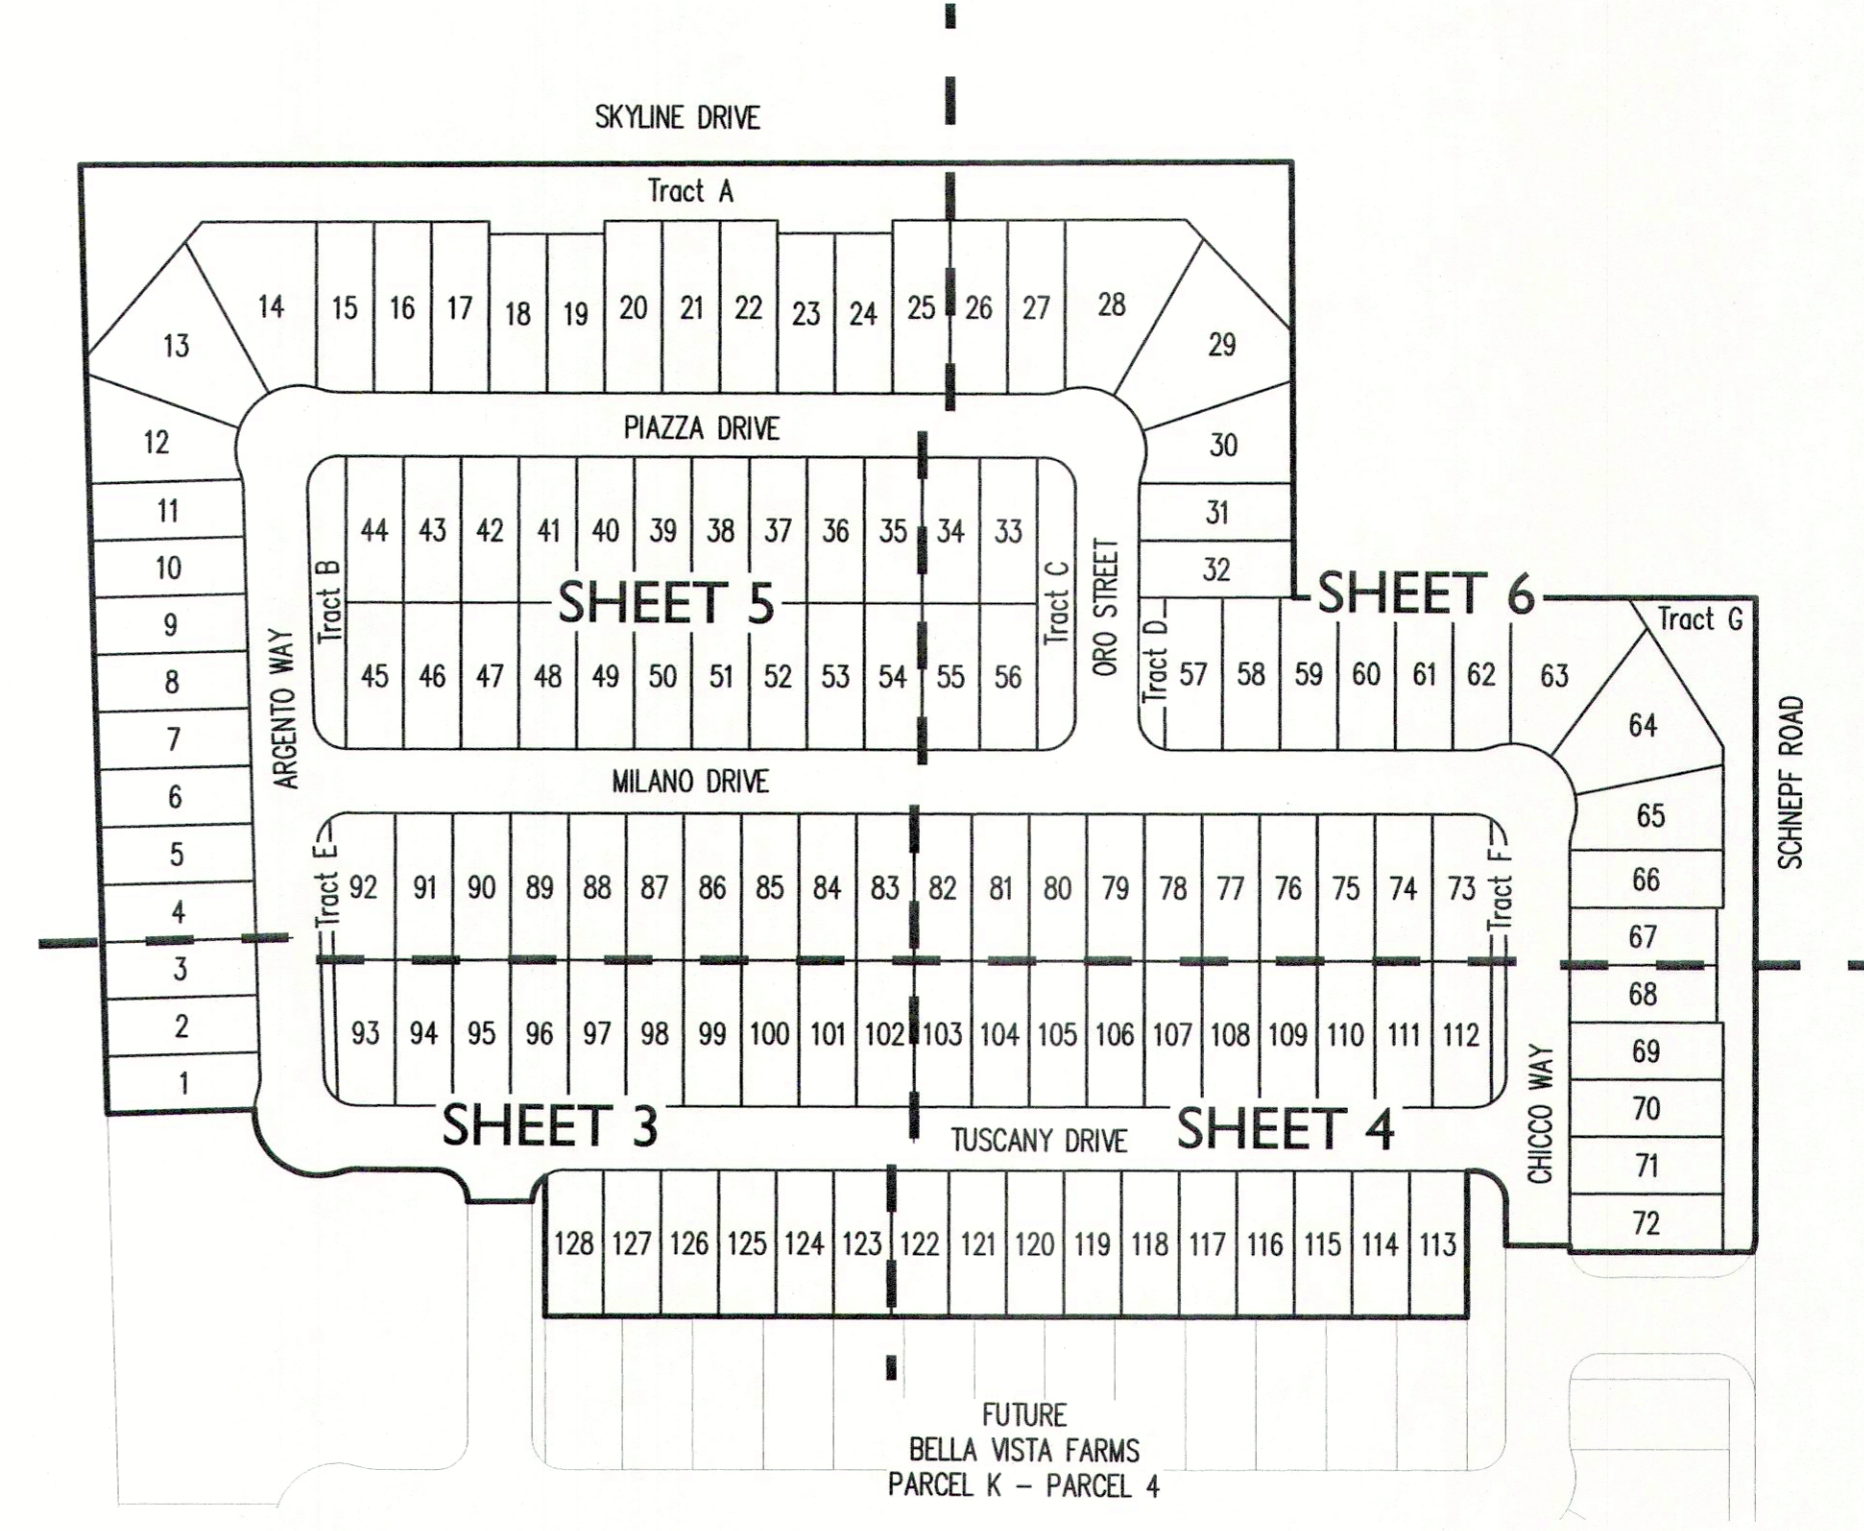 SKYLINE DRIVE
Tract A
14 15 16 17 18 19 20 21 22 23 24 25 26 27 28
13
29
PIAZZA DRIVE
12
30
11
31
10
32
9
8
7
6
5
4
3
2
1
ARGENTO WAY
Tract B
44 43 42 41 40 39 38 37 36 35 34 33
SHEET 5
45 46 47 48 49 50 51 52 53 54 55 56
Tract C
ORO STREET
Tract D
SHEET 6
Tract G
57 58 59 60 61 62 63
64
65
66
67
68
69
70
71
72
SCHNEPF ROAD
MILANO DRIVE
Tract E
92 91 90 89 88 87 86 85 84 83 82 81 80 79 78 77 76 75 74 73
Tract F
93 94 95 96 97 98 99 100 101 102 103 104 105 106 107 108 109 110 111 112
SHEET 3
TUSCANY DRIVE
SHEET 4
CHICCO WAY
128 127 126 125 124 123 122 121 120 119 118 117 116 115 114 113
FUTURE
BELLA VISTA FARMS
PARCEL K – PARCEL 4